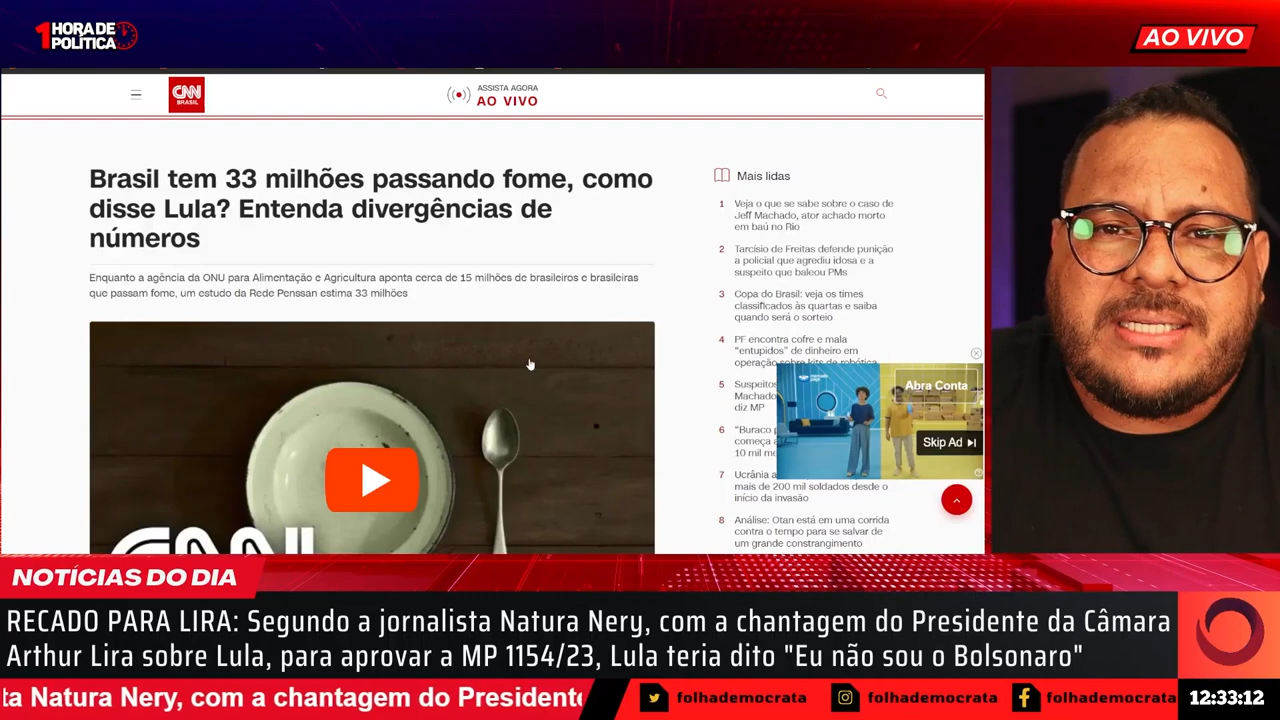 1 HORA DE
POLÍTICA
AO VIVO
CNN
BRASIL
ASSISTA AGORA
AO VIVO
Brasil tem 33 milhões passando fome, como
disse Lula? Entenda divergências de
números
Enquanto a agência da ONU para Alimentação e Agricultura aponta cerca de 15 milhões de brasileiros e brasileiras
que passam fome, um estudo da Rede Penssan estima 33 milhões
CNN
Mais lidas
1 Veja o que se sabe sobre o caso de
Jeff Machado, ator achado morto
em baú no Rio
2 Tarcísio de Freitas defende punição
a policial que agrediu idosa e a
suspeito que baleou PMs
3 Copa do Brasil: veja os times
classificados às quartas e saiba
quando será o sorteio
4 PF encontra cofre e mala
"entupidos" de dinheiro em
operação sobre kits de robótica
5 Suspeitos
Machado
diz MP
6 "Buraco
começa a
10 mil
7 Ucrânia a
mais de 200 mil soldados desde o
início da invasão
8 Análise: Otan está em uma corrida
contra o tempo para se salvar de
um grande constrangimento
mercado
pago
Abra Conta
Skip Ad
NOTÍCIAS DO DIA
RECADO PARA LIRA: Segundo a jornalista Natura Nery, com a chantagem do Presidente da Câmara
Arthur Lira sobre Lula, para aprovar a MP 1154/23, Lula teria dito "Eu não sou o Bolsonaro"
ta Natura Nery, com a chantagem do Presidente
folhademocrata
folhademocrata
folhademocrata
12:33:12